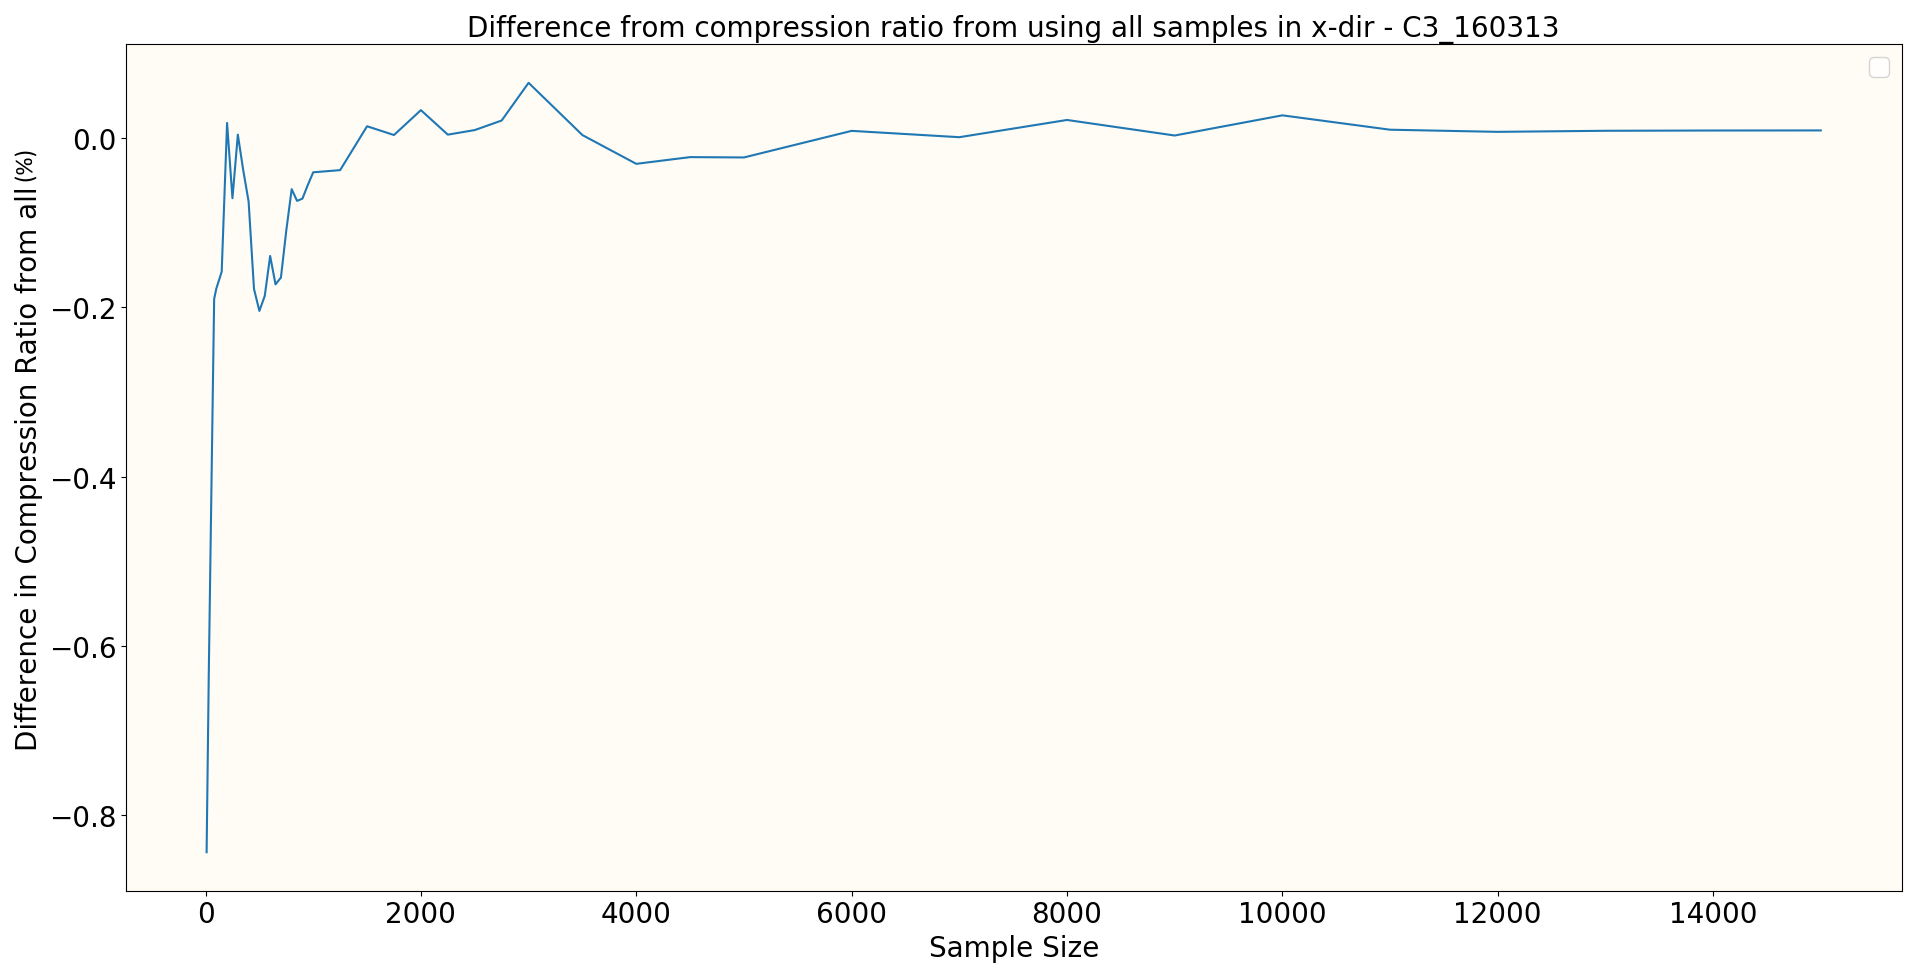 Difference from compression ratio from using all samples in x-dir - C3_160313
Difference in Compression Ratio from all (%)
0.0
−0.2
−0.4
−0.6
−0.8
0 2000 4000 6000 8000 10000 12000 14000
Sample Size